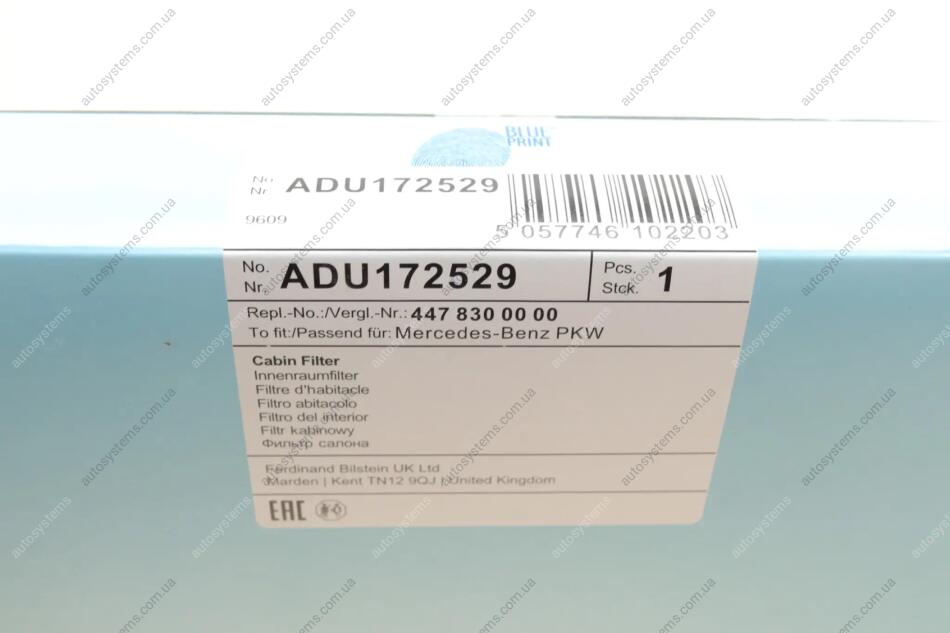 BLUE
PRINT
No
Nr
ADU172529
9609
5 057746 102203
No.
Nr.
ADU172529
Pcs.
Stck.
1
Repl.-No.:/Vergl.-Nr.: 447 830 00 00
To fit:/Passend für: Mercedes-Benz PKW
Cabin Filter
Innenraumfilter
Filtre d'habitacle
Filtro abitacolo
Filtro del interior
Filtr kabinowy
Фильтр салона
Ferdinand Bilstein UK Ltd
Marden | Kent TN12 9QJ | United Kingdom
EAC
autosystems.com.ua